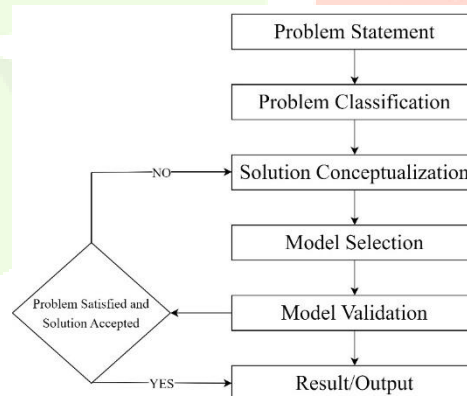 Problem Statement
Problem Classification
NO
Solution Conceptualization
Model Selection
Problem Satisfied and
Solution Accepted
Model Validation
YES
Result/Output